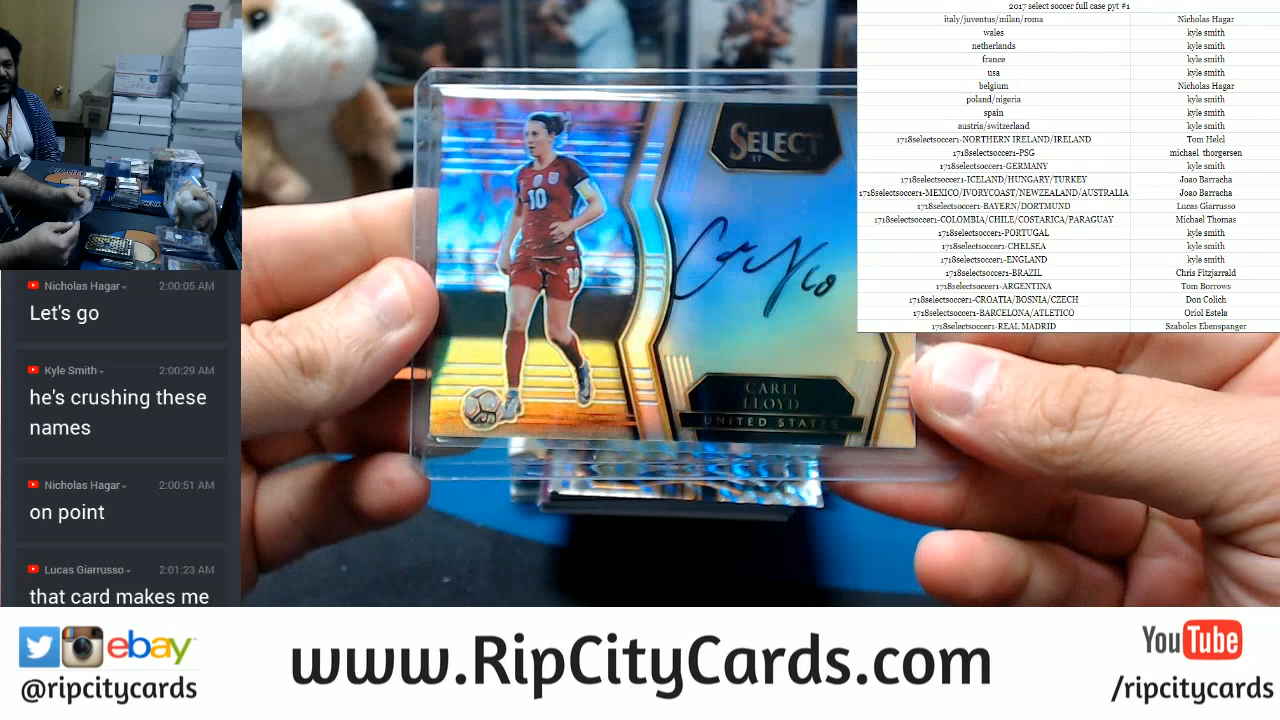 2017 select soccer full case pyt #1
italy/juventus/milan/roma Nicholas Hagar
wales kyle smith
netherlands kyle smith
france kyle smith
usa kyle smith
belgium Nicholas Hagar
poland/nigeria kyle smith
spain kyle smith
austria/switzerland kyle smith
1718selectsoccer1-NORTHERN IRELAND/IRELAND Tom Helcl
1718selectsoccer1-PSG michael thorgersen
1718selectsoccer1-GERMANY kyle smith
1718selectsoccer1-ICELAND/HUNGARY/TURKEY Joao Barracha
1718selectsoccer1-MEXICO/IVORYCOAST/NEWZEALAND/AUSTRALIA Joao Barracha
1718selectsoccer1-BAYERN/DORTMUND Lucas Giarrusso
1718selectsoccer1-COLOMBIA/CHILE/COSTARICA/PARAGUAY Michael Thomas
1718selectsoccer1-PORTUGAL kyle smith
1718selectsoccer1-CHELSEA kyle smith
1718selectsoccer1-ENGLAND kyle smith
1718selectsoccer1-BRAZIL Chris Fitzjarrald
1718selectsoccer1-ARGENTINA Tom Borrows
1718selectsoccer1-CROATIA/BOSNIA/CZECH Don Colich
1718selectsoccer1-BARCELONA/ATLETICO Oriol Estela
1718selectsoccer1-REAL MADRID Szabolcs Ebenspanger
SELECT
17
10
10
CARLI
LLOYD
UNITED STATES
Nicholas Hagar 2:00:05 AM
Let's go
Kyle Smith 2:00:29 AM
he's crushing these
names
Nicholas Hagar 2:00:51 AM
on point
Lucas Giarrusso 2:01:23 AM
that card makes me
ebay
@ripcitycards
www.RipCityCards.com
YouTube
/ripcitycards